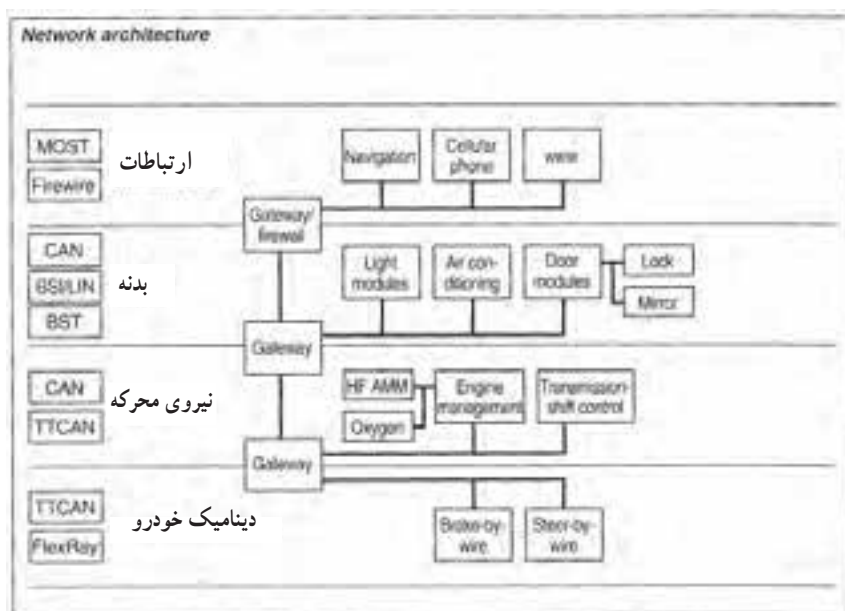 Network architecture
MOST
Firewire
ارتباطات
Navigation
Cellular
phone
www
Gateway/
firewall
CAN
BSI/LIN
BST
بدنه
Light
modules
Air con-
ditioning
Door
modules
Lock
Mirror
Gateway
CAN
TTCAN
نیروی محرکه
HF AMM
Oxygen
Engine
management
Transmission-
shift control
Gateway
TTCAN
FlexRay
دینامیک خودرو
Brake-by-
wire
Steer-by-
wire